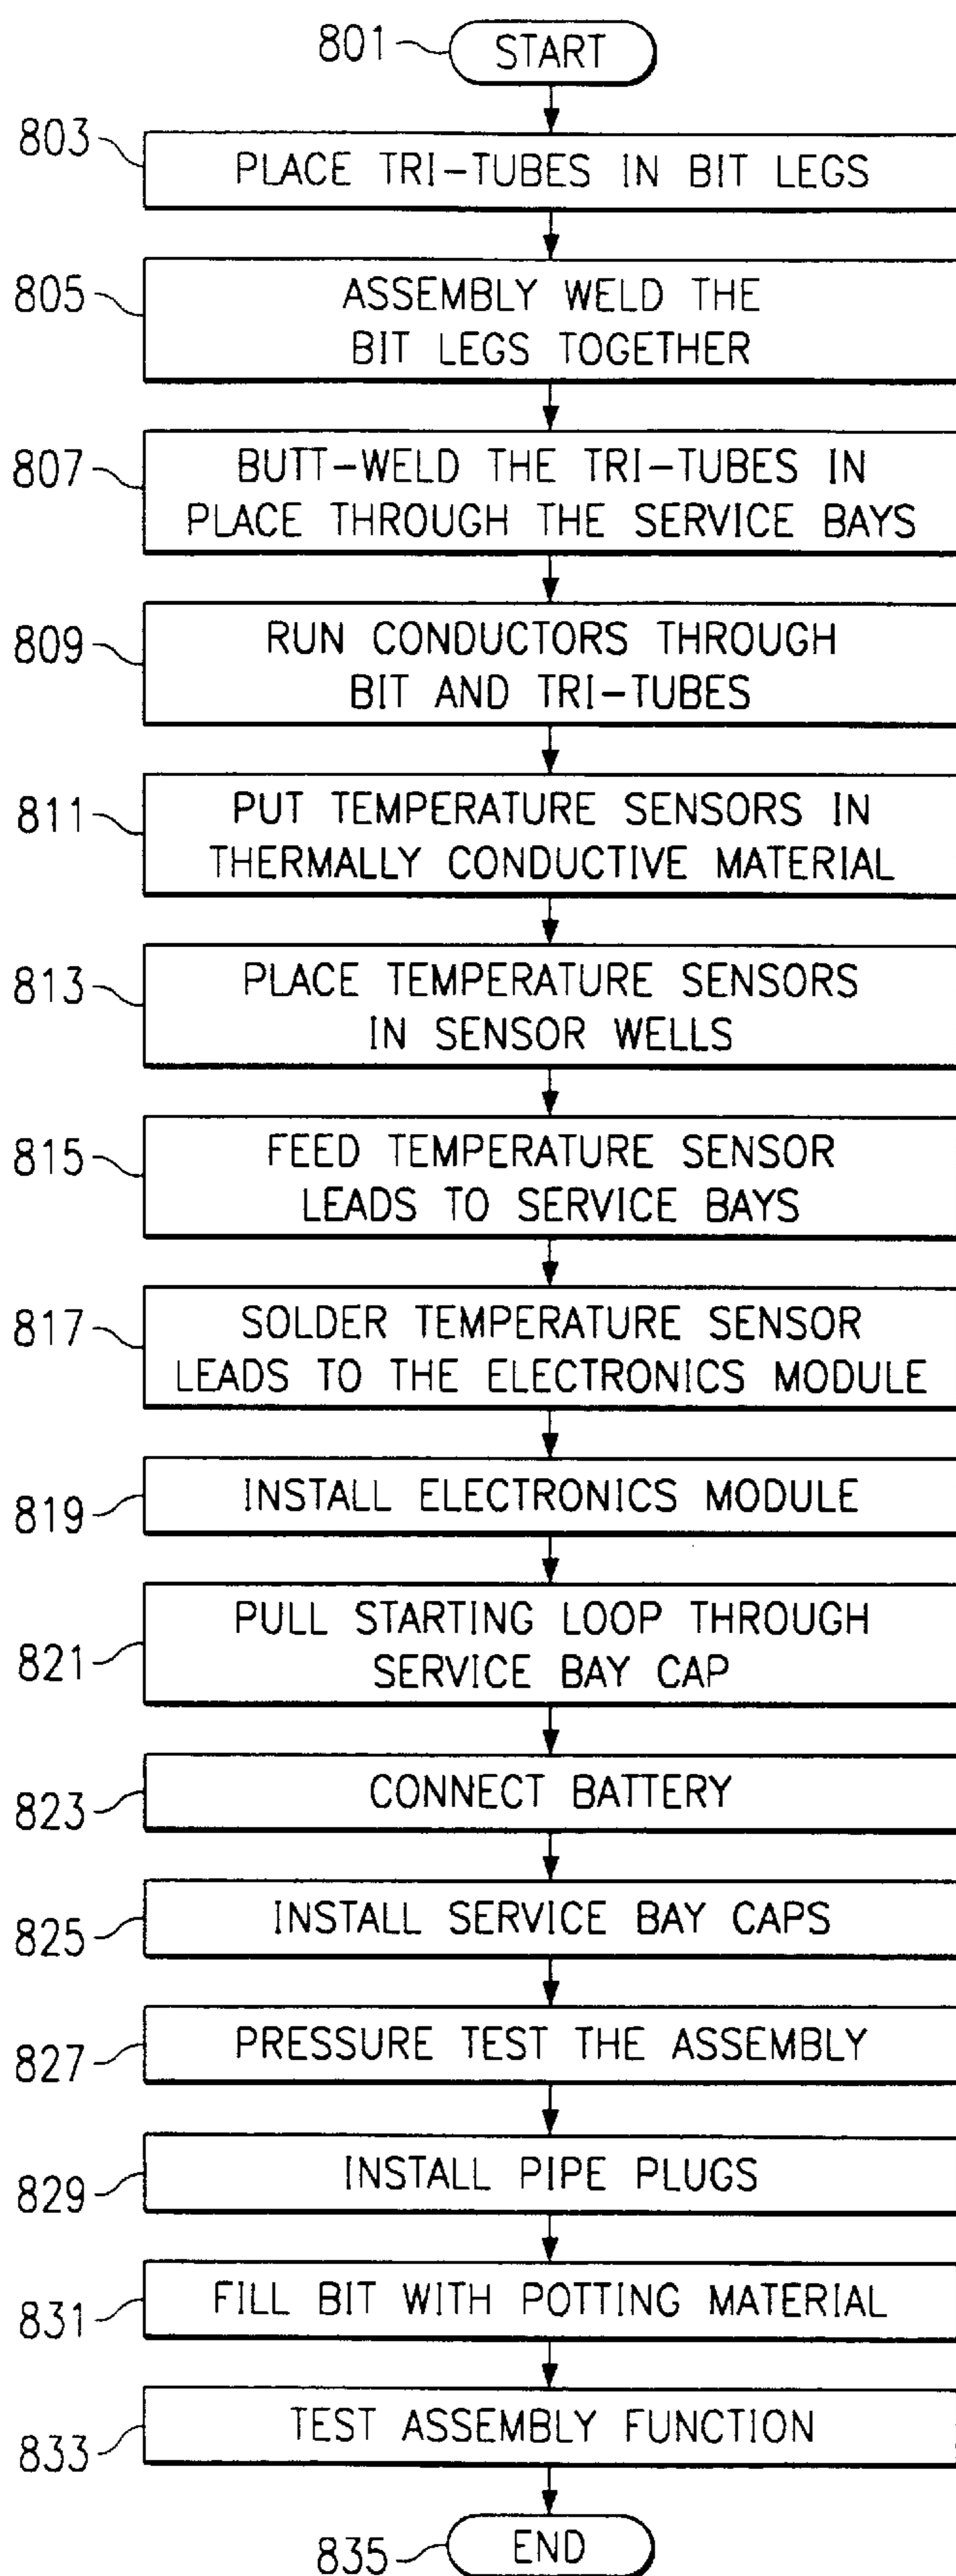 801 START
803 PLACE TRI-TUBES IN BIT LEGS
805 ASSEMBLY WELD THE
BIT LEGS TOGETHER
807 BUTT-WELD THE TRI-TUBES IN
PLACE THROUGH THE SERVICE BAYS
809 RUN CONDUCTORS THROUGH
BIT AND TRI-TUBES
811 PUT TEMPERATURE SENSORS IN
THERMALLY CONDUCTIVE MATERIAL
813 PLACE TEMPERATURE SENSORS
IN SENSOR WELLS
815 FEED TEMPERATURE SENSOR
LEADS TO SERVICE BAYS
817 SOLDER TEMPERATURE SENSOR
LEADS TO THE ELECTRONICS MODULE
819 INSTALL ELECTRONICS MODULE
821 PULL STARTING LOOP THROUGH
SERVICE BAY CAP
823 CONNECT BATTERY
825 INSTALL SERVICE BAY CAPS
827 PRESSURE TEST THE ASSEMBLY
829 INSTALL PIPE PLUGS
831 FILL BIT WITH POTTING MATERIAL
833 TEST ASSEMBLY FUNCTION
835 END